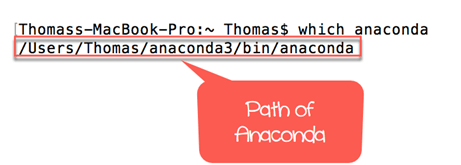 Thomass-MacBook-Pro:~ Thomas$ which anaconda
/Users/Thomas/anaconda3/bin/anaconda
Path of
Anaconda